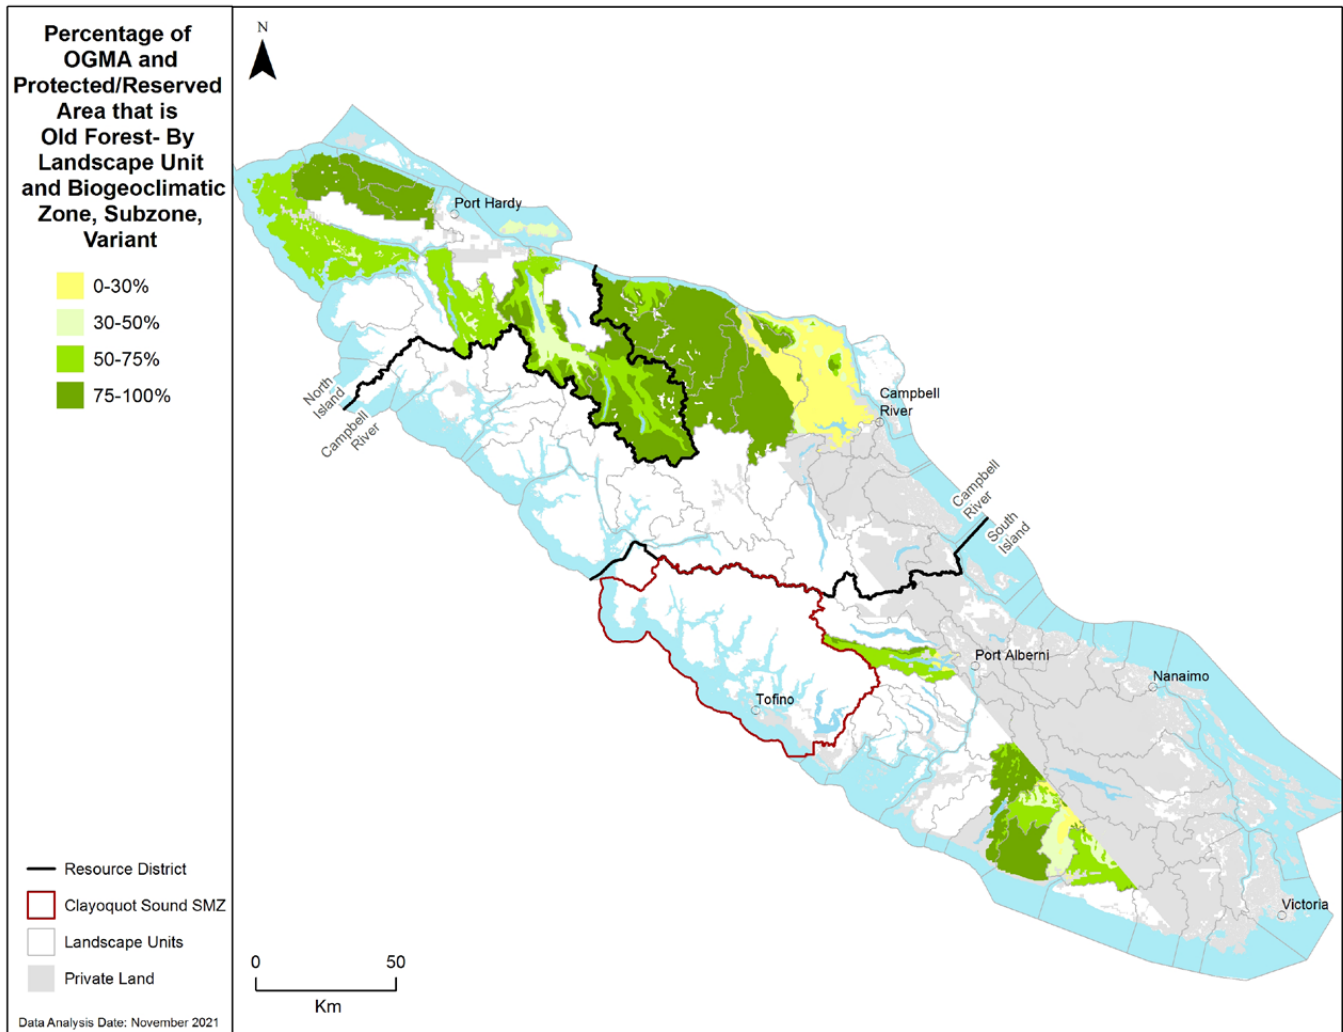 Percentage of
OGMA and
Protected/Reserved
Area that is
Old Forest- By
Landscape Unit
and Biogeoclimatic
Zone, Subzone,
Variant
0-30%
30-50%
50-75%
75-100%
Resource District
Clayoquot Sound SMZ
Landscape Units
Private Land
Data Analysis Date: November 2021
N
Port Hardy
North
Island
Campbell
River
Campbell
River
Campbell
River
South
Island
Port Alberni
Nanaimo
Tofino
Victoria
0 50
Km